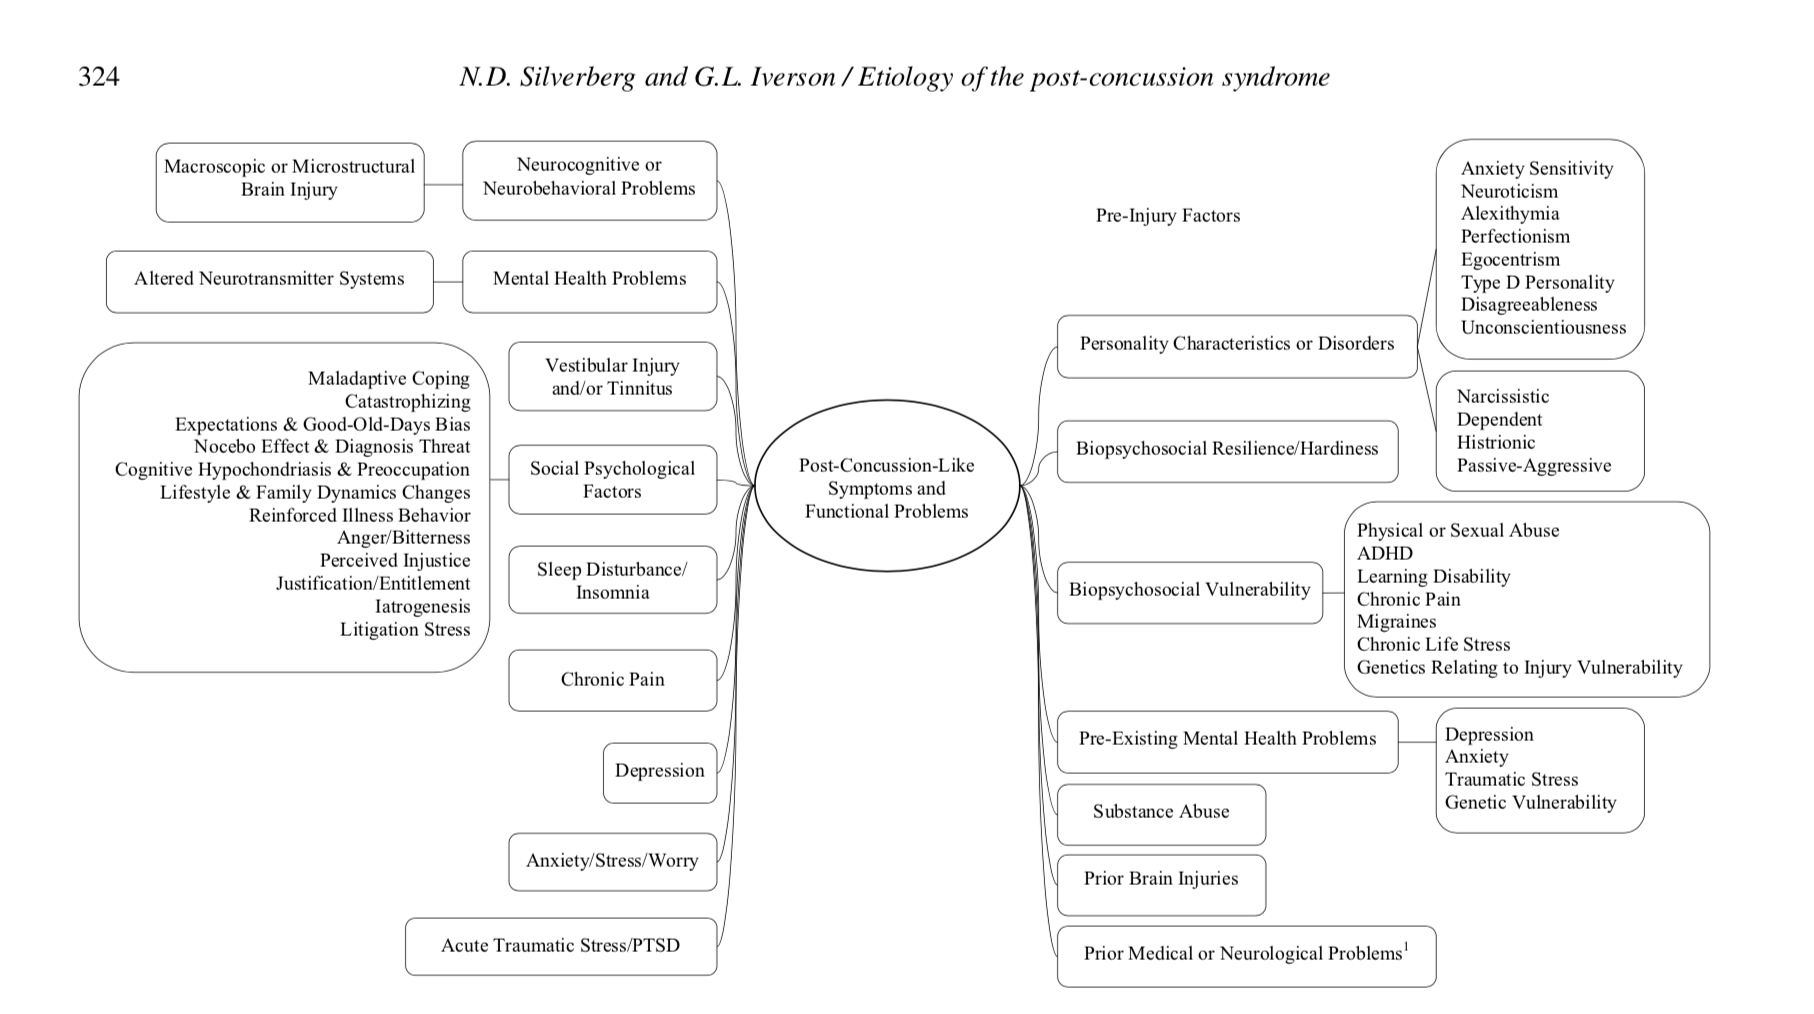 324
N.D. Silverberg and G.L. Iverson / Etiology of the post-concussion syndrome
Macroscopic or Microstructural
Brain Injury
Neurocognitive or
Neurobehavioral Problems
Altered Neurotransmitter Systems
Mental Health Problems
Vestibular Injury
and/or Tinnitus
Maladaptive Coping
Catastrophizing
Expectations & Good-Old-Days Bias
Nocebo Effect & Diagnosis Threat
Cognitive Hypochondriasis & Preoccupation
Lifestyle & Family Dynamics Changes
Reinforced Illness Behavior
Anger/Bitterness
Perceived Injustice
Justification/Entitlement
Iatrogenesis
Litigation Stress
Social Psychological
Factors
Sleep Disturbance/
Insomnia
Chronic Pain
Depression
Anxiety/Stress/Worry
Acute Traumatic Stress/PTSD
Post-Concussion-Like
Symptoms and
Functional Problems
Pre-Injury Factors
Personality Characteristics or Disorders
Anxiety Sensitivity
Neuroticism
Alexithymia
Perfectionism
Egocentrism
Type D Personality
Disagreeableness
Unconscientiousness
Narcissistic
Dependent
Histrionic
Passive-Aggressive
Biopsychosocial Resilience/Hardiness
Biopsychosocial Vulnerability
Physical or Sexual Abuse
ADHD
Learning Disability
Chronic Pain
Migraines
Chronic Life Stress
Genetics Relating to Injury Vulnerability
Pre-Existing Mental Health Problems
Depression
Anxiety
Traumatic Stress
Genetic Vulnerability
Substance Abuse
Prior Brain Injuries
Prior Medical or Neurological Problems¹